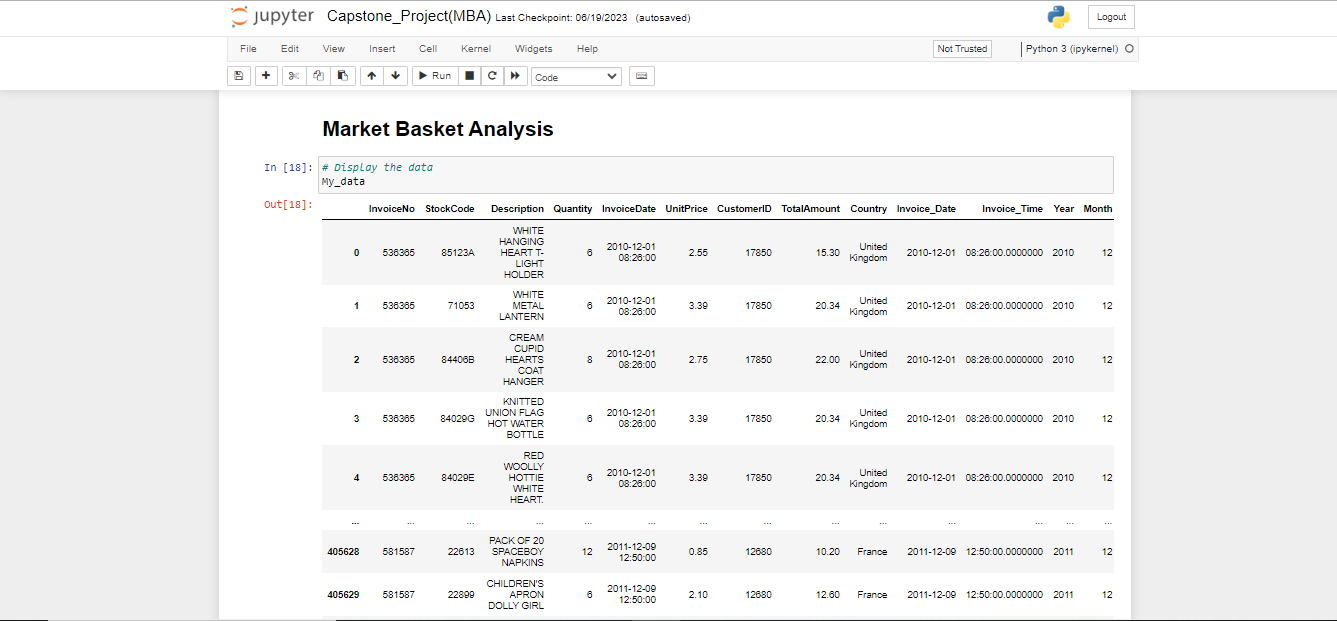 jupyter Capstone_Project(MBA) Last Checkpoint: 06/19/2023 (autosaved) Logout
File Edit View Insert Cell Kernel Widgets Help Not Trusted Python 3 (ipykernel)
Run Code
Market Basket Analysis
In [18]: # Display the data
My_data
Out[18]:
InvoiceNo StockCode Description Quantity InvoiceDate UnitPrice CustomerID TotalAmount Country Invoice_Date Invoice_Time Year Month
0 536365 85123A WHITE HANGING HEART T-LIGHT HOLDER 6 2010-12-01 08:26:00 2.55 17850 15.30 United Kingdom 2010-12-01 08:26:00.0000000 2010 12
1 536365 71053 WHITE METAL LANTERN 6 2010-12-01 08:26:00 3.39 17850 20.34 United Kingdom 2010-12-01 08:26:00.0000000 2010 12
2 536365 84406B CREAM CUPID HEARTS COAT HANGER 8 2010-12-01 08:26:00 2.75 17850 22.00 United Kingdom 2010-12-01 08:26:00.0000000 2010 12
3 536365 84029G KNITTED UNION FLAG HOT WATER BOTTLE 6 2010-12-01 08:26:00 3.39 17850 20.34 United Kingdom 2010-12-01 08:26:00.0000000 2010 12
4 536365 84029E RED WOOLLY HOTTIE WHITE HEART. 6 2010-12-01 08:26:00 3.39 17850 20.34 United Kingdom 2010-12-01 08:26:00.0000000 2010 12
... ... ... ... ... ... ... ... ... ... ... ... ... ...
405628 581587 22613 PACK OF 20 SPACEBOY NAPKINS 12 2011-12-09 12:50:00 0.85 12680 10.20 France 2011-12-09 12:50:00.0000000 2011 12
405629 581587 22899 CHILDREN'S APRON DOLLY GIRL 6 2011-12-09 12:50:00 2.10 12680 12.60 France 2011-12-09 12:50:00.0000000 2011 12